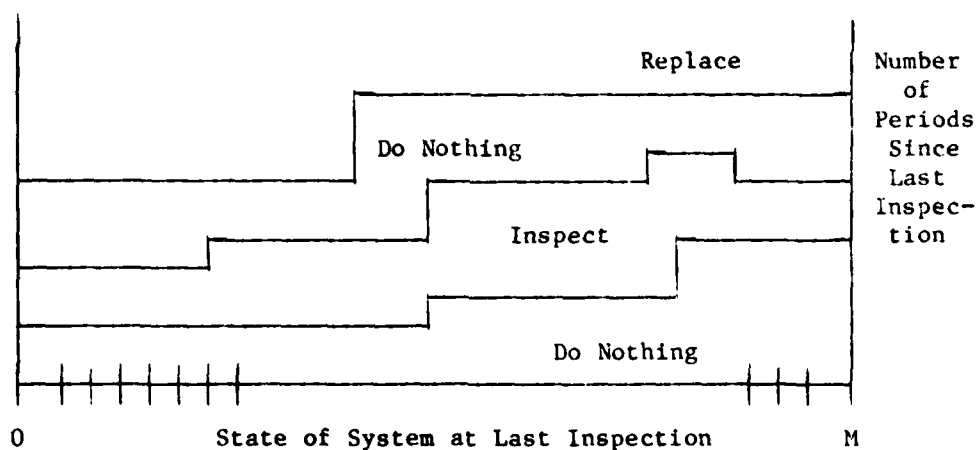 Replace
Number
of
Periods
Since
Last
Inspec-
tion
Do Nothing
Inspect
Do Nothing
0 State of System at Last Inspection M